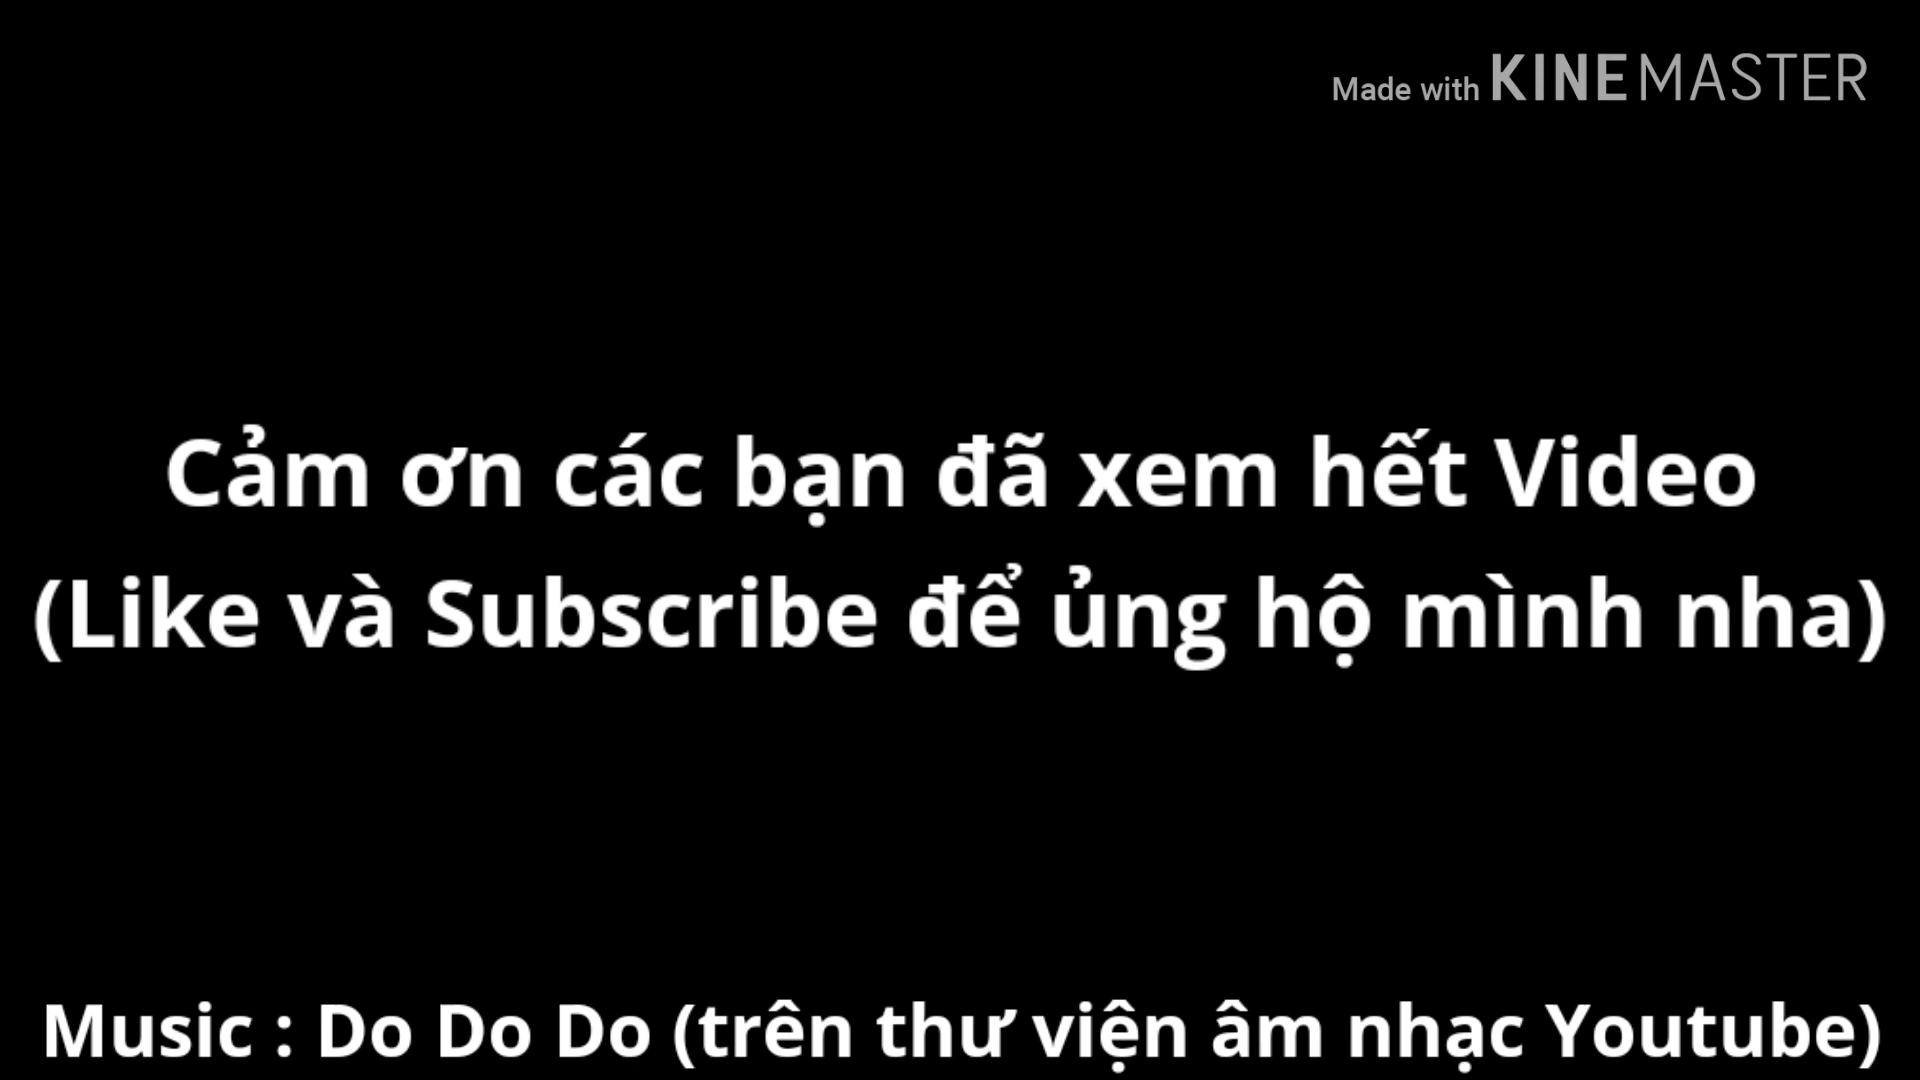 Made with KINEMASTER
Cảm ơn các bạn đã xem hết Video
(Like và Subscribe để ủng hộ mình nha)
Music : Do Do Do (trên thư viện âm nhạc Youtube)